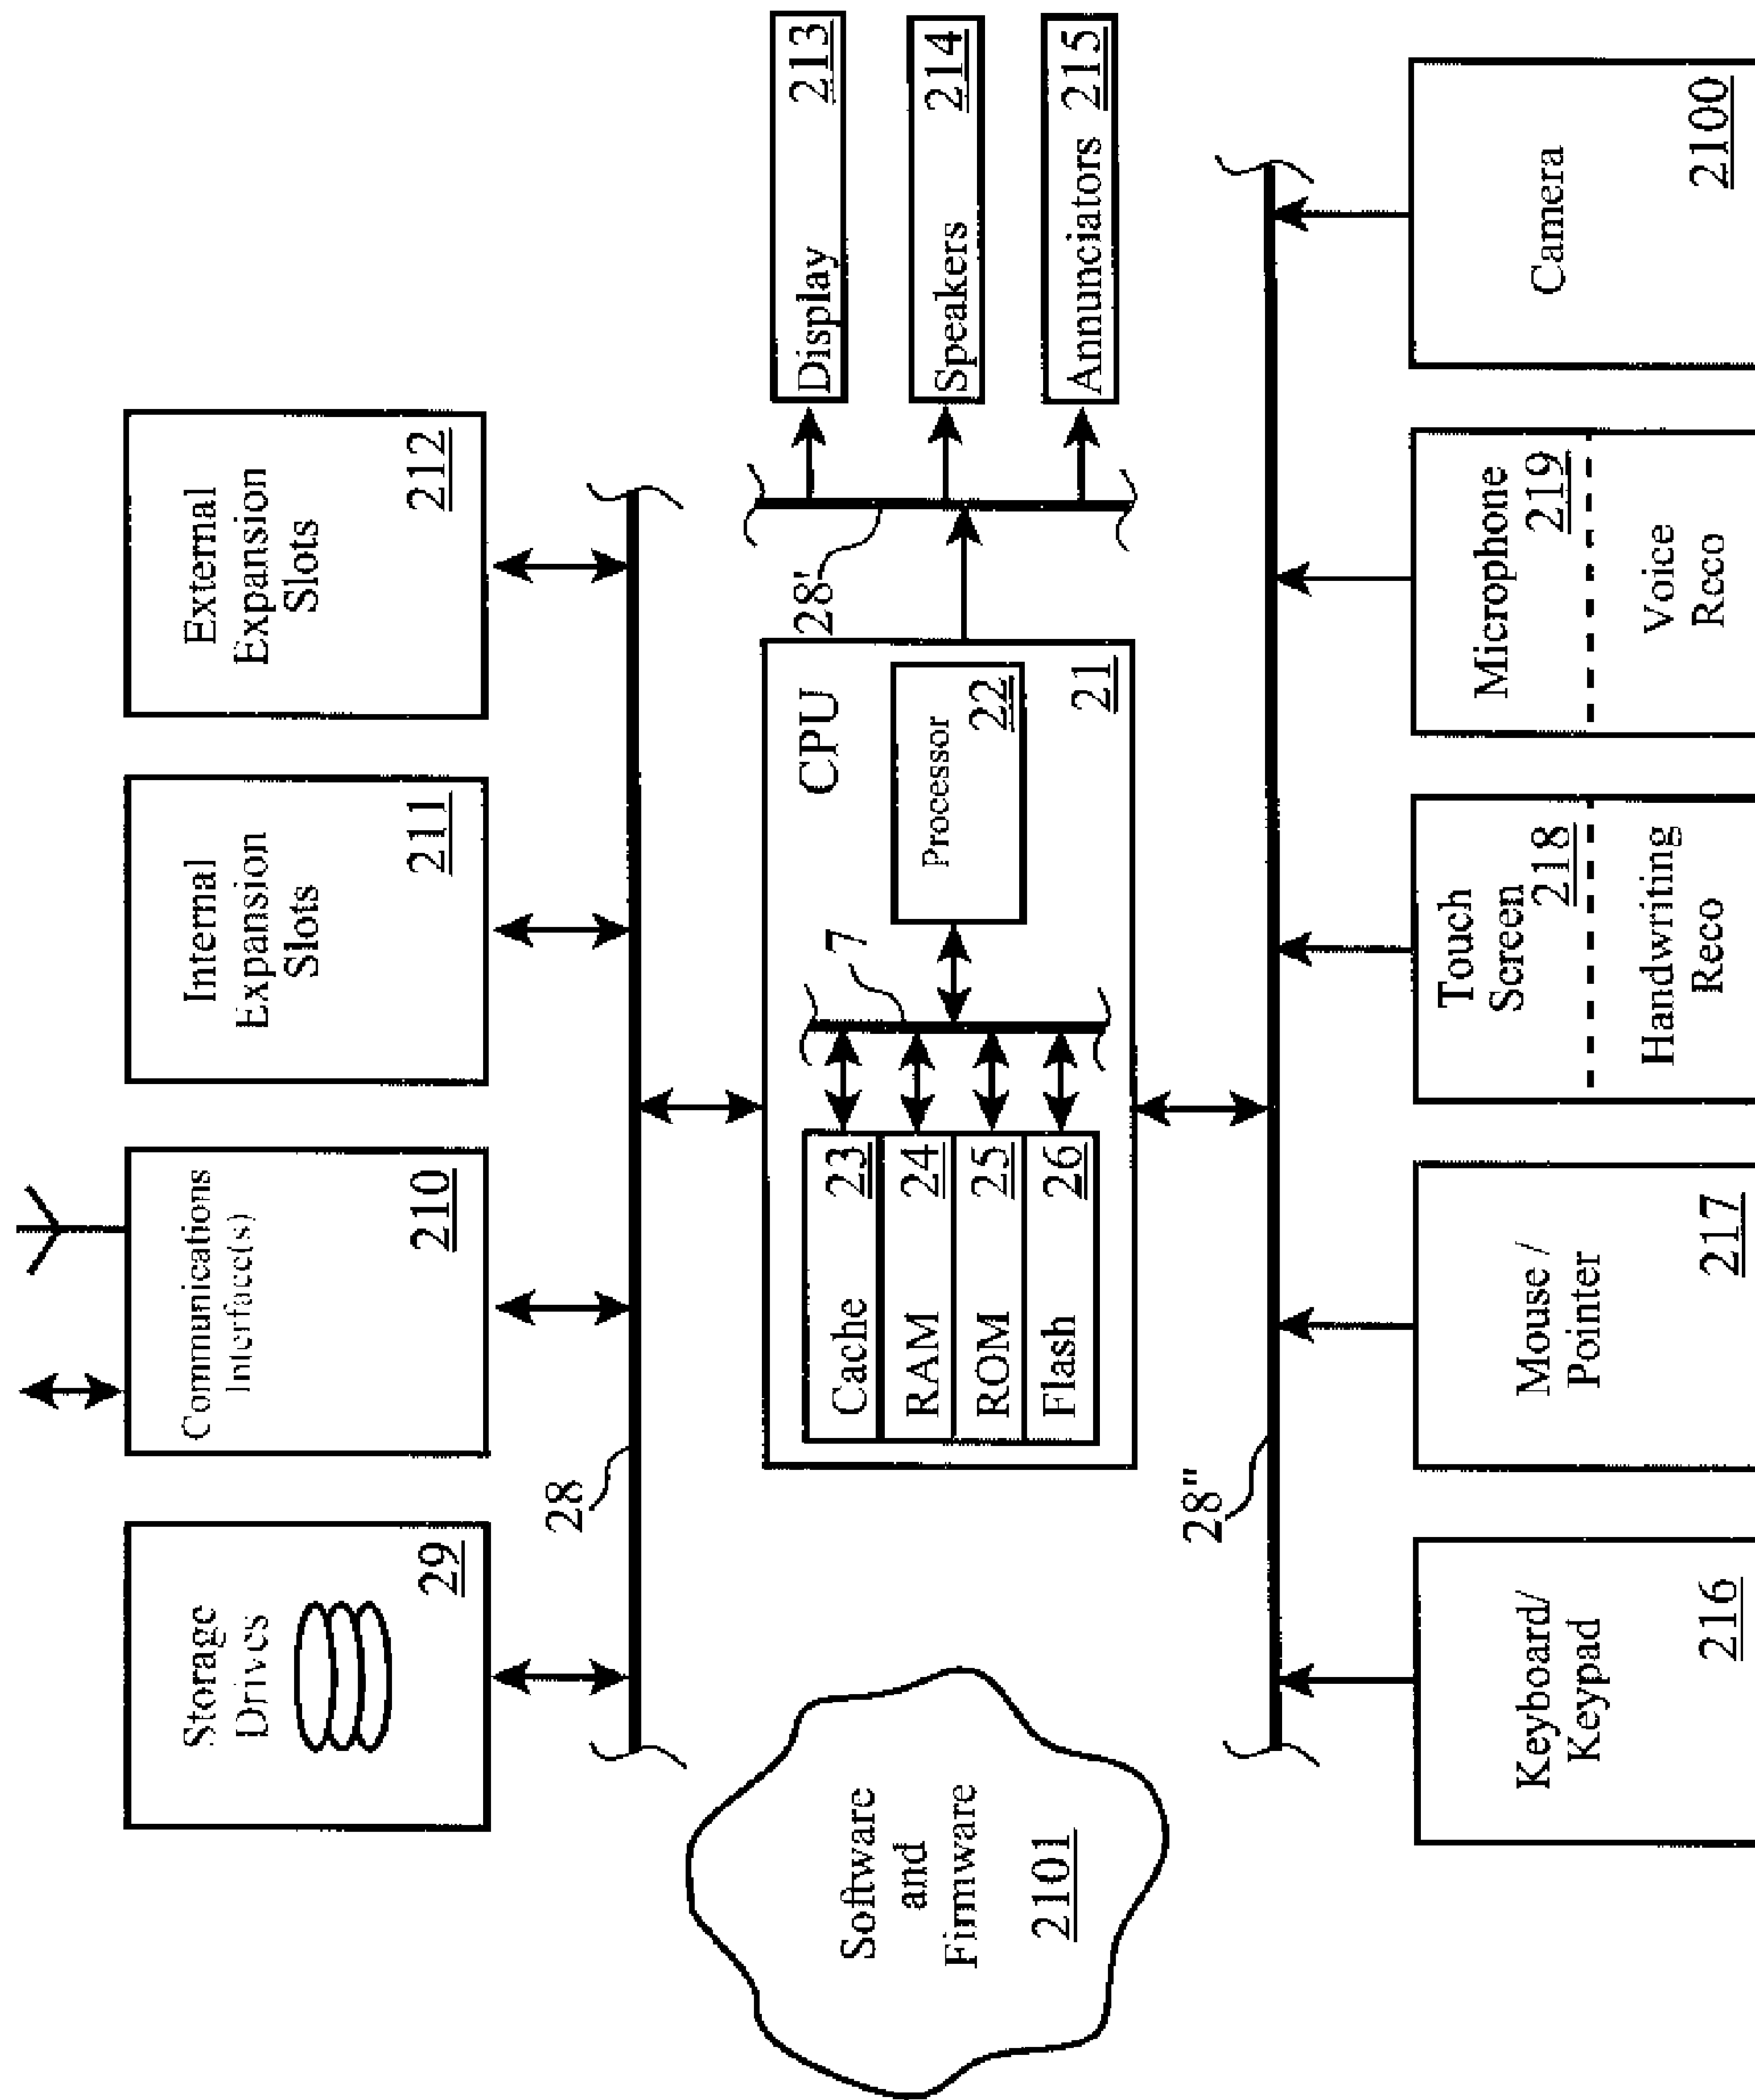 Storage
Drives
29
Communications
Interface(s)
210
Internal
Expansion
Slots
211
External
Expansion
Slots
212
28
Software
and
Firmware
2101
CPU
Cache 23
RAM 24
ROM 25
Flash 26
7
Processor
22
21
28'
Display 213
Speakers 214
Annunciators 215
28"
Keyboard/
Keypad
216
Mouse /
Pointer
217
Touch
Screen
218
Handwriting
Reco
Microphone
219
Voice
Reco
Camera
2100